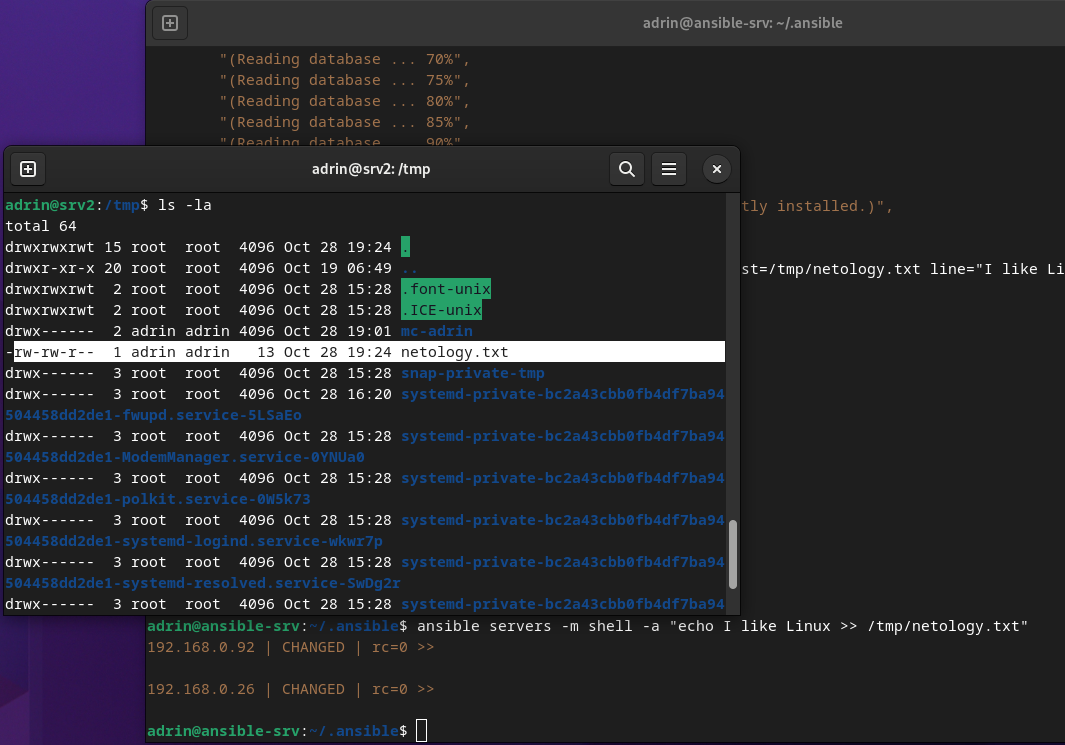 adrin@ansible-srv: ~/.ansible
"(Reading database ... 70%",
"(Reading database ... 75%",
"(Reading database ... 80%",
"(Reading database ... 85%",
"(Reading database ... 90%"
tly installed.)",
st=/tmp/netology.txt line="I like Li
adrin@srv2: /tmp
adrin@srv2:/tmp$ ls -la
total 64
drwxrwxrwt 15 root  root  4096 Oct 28 19:24 .
drwxr-xr-x 20 root  root  4096 Oct 19 06:49 ..
drwxrwxrwt  2 root  root  4096 Oct 28 15:28 .font-unix
drwxrwxrwt  2 root  root  4096 Oct 28 15:28 .ICE-unix
drwx------  2 adrin adrin 4096 Oct 28 19:01 mc-adrin
-rw-rw-r--  1 adrin adrin   13 Oct 28 19:24 netology.txt
drwx------  3 root  root  4096 Oct 28 15:28 snap-private-tmp
drwx------  3 root  root  4096 Oct 28 16:20 systemd-private-bc2a43cbb0fb4df7ba94
504458dd2de1-fwupd.service-5LSaEo
drwx------  3 root  root  4096 Oct 28 15:28 systemd-private-bc2a43cbb0fb4df7ba94
504458dd2de1-ModemManager.service-0YNUa0
drwx------  3 root  root  4096 Oct 28 15:28 systemd-private-bc2a43cbb0fb4df7ba94
504458dd2de1-polkit.service-0W5k73
drwx------  3 root  root  4096 Oct 28 15:28 systemd-private-bc2a43cbb0fb4df7ba94
504458dd2de1-systemd-logind.service-wkwr7p
drwx------  3 root  root  4096 Oct 28 15:28 systemd-private-bc2a43cbb0fb4df7ba94
504458dd2de1-systemd-resolved.service-SwDg2r
drwx------  3 root  root  4096 Oct 28 15:28 systemd-private-bc2a43cbb0fb4df7ba94
adrin@ansible-srv:~/.ansible$ ansible servers -m shell -a "echo I like Linux >> /tmp/netology.txt"
192.168.0.92 | CHANGED | rc=0 >>
192.168.0.26 | CHANGED | rc=0 >>
adrin@ansible-srv:~/.ansible$